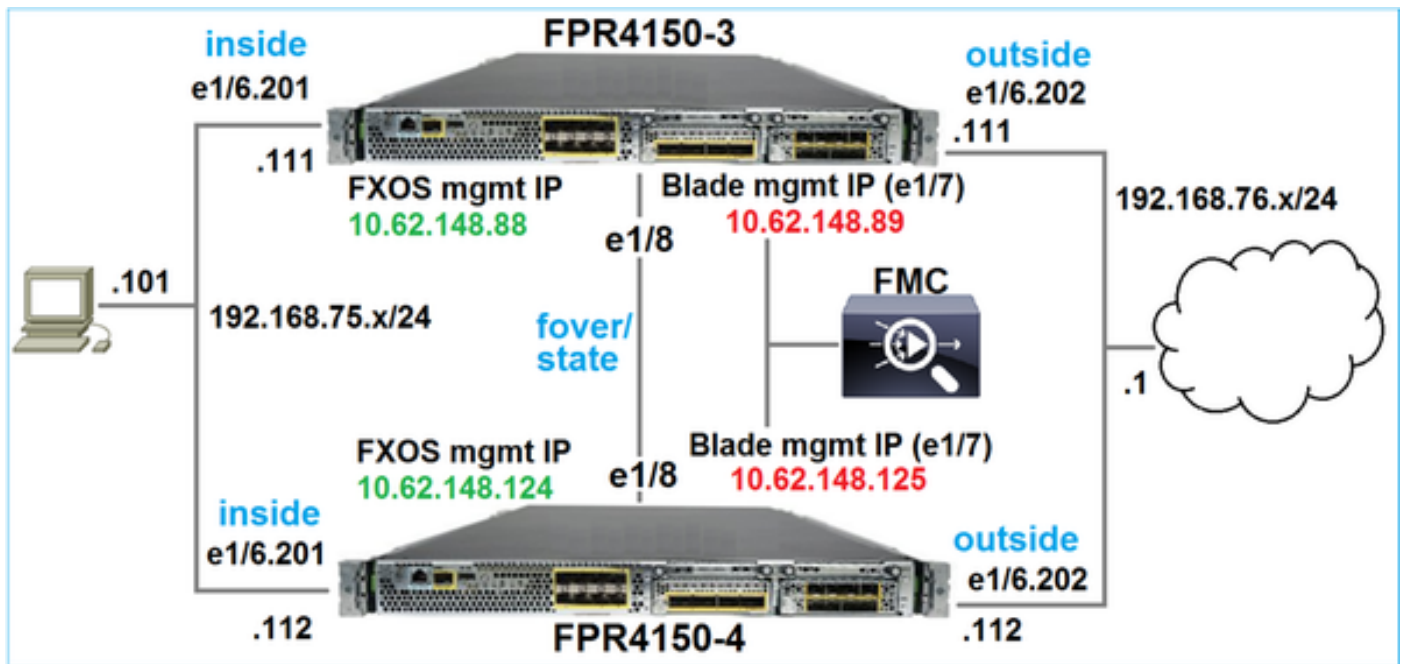 FPR4150-3
inside
e1/6.201
.111
outside
e1/6.202
.111
FXOS mgmt IP
10.62.148.88
Blade mgmt IP (e1/7)
10.62.148.89
e1/8
192.168.76.x/24
.101
192.168.75.x/24
fover/
state
FMC
.1
FXOS mgmt IP
10.62.148.124
e1/8
Blade mgmt IP (e1/7)
10.62.148.125
inside
e1/6.201
.112
outside
e1/6.202
.112
FPR4150-4